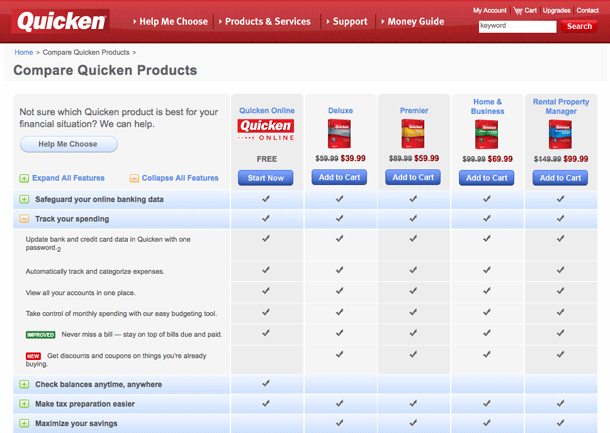 My Account | Cart | Upgrades | Contact
Quicken
Help Me Choose | Products & Services | Support | Money Guide
keyword Search
Home > Compare Quicken Products >
Compare Quicken Products
Not sure which Quicken product is best for your
financial situation? We can help.
Help Me Choose
Expand All Features Collapse All Features
Quicken Online
Quicken
ONLINE
FREE
Start Now
Deluxe
$59.99 $39.99
Add to Cart
Premier
$89.99 $59.99
Add to Cart
Home &
Business
$99.99 $69.99
Add to Cart
Rental Property
Manager
$149.99 $99.99
Add to Cart
Safeguard your online banking data
Track your spending
Update bank and credit card data in Quicken with one
password.2
Automatically track and categorize expenses.
View all your accounts in one place.
Take control of monthly spending with our easy budgeting tool.
IMPROVED Never miss a bill — stay on top of bills due and paid.
NEW Get discounts and coupons on things you're already
buying.
Check balances anytime, anywhere
Make tax preparation easier
Maximize your savings